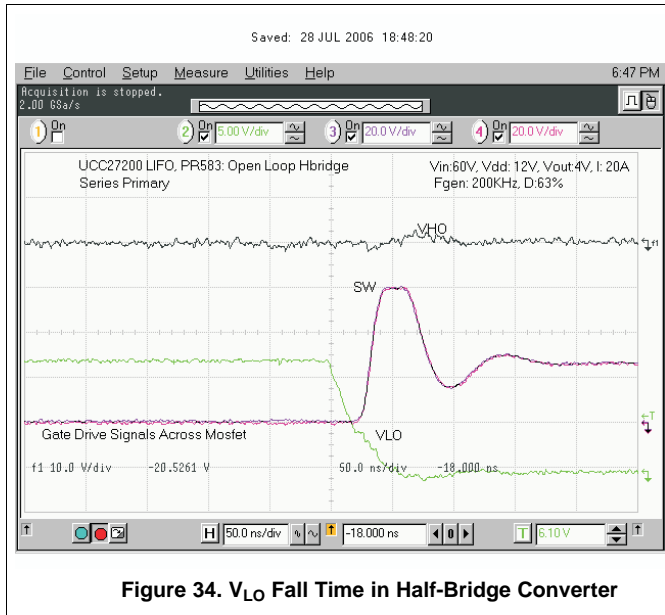 Saved: 28 JUL 2006 18:48:20
File Control Setup Measure Utilities Help 6:47 PM
Acquisition is stopped.
2.00 GSa/s
1 On 2 On 5.00 V/div 3 On 20.0 V/div 4 On 20.0 V/div
UCC27200 LIFO, PR583: Open Loop Hbridge Vin:60V, Vdd: 12V, Vout:4V, I: 20A
Series Primary Fgen: 200KHz, D:63%
VHO
f1
SW
T
Gate Drive Signals Across Mosfet VLO
f1 10.0 V/div -20.5261 V 50.0 ns/div -18.000 ns
H 50.0 ns/div -18.000 ns 0 T 6.10 V
Figure 34. VLO Fall Time in Half-Bridge Converter